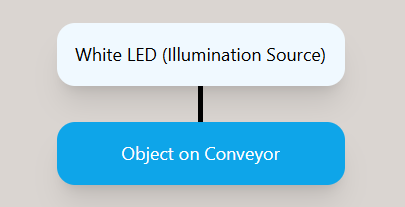 White LED (Illumination Source)
Object on Conveyor